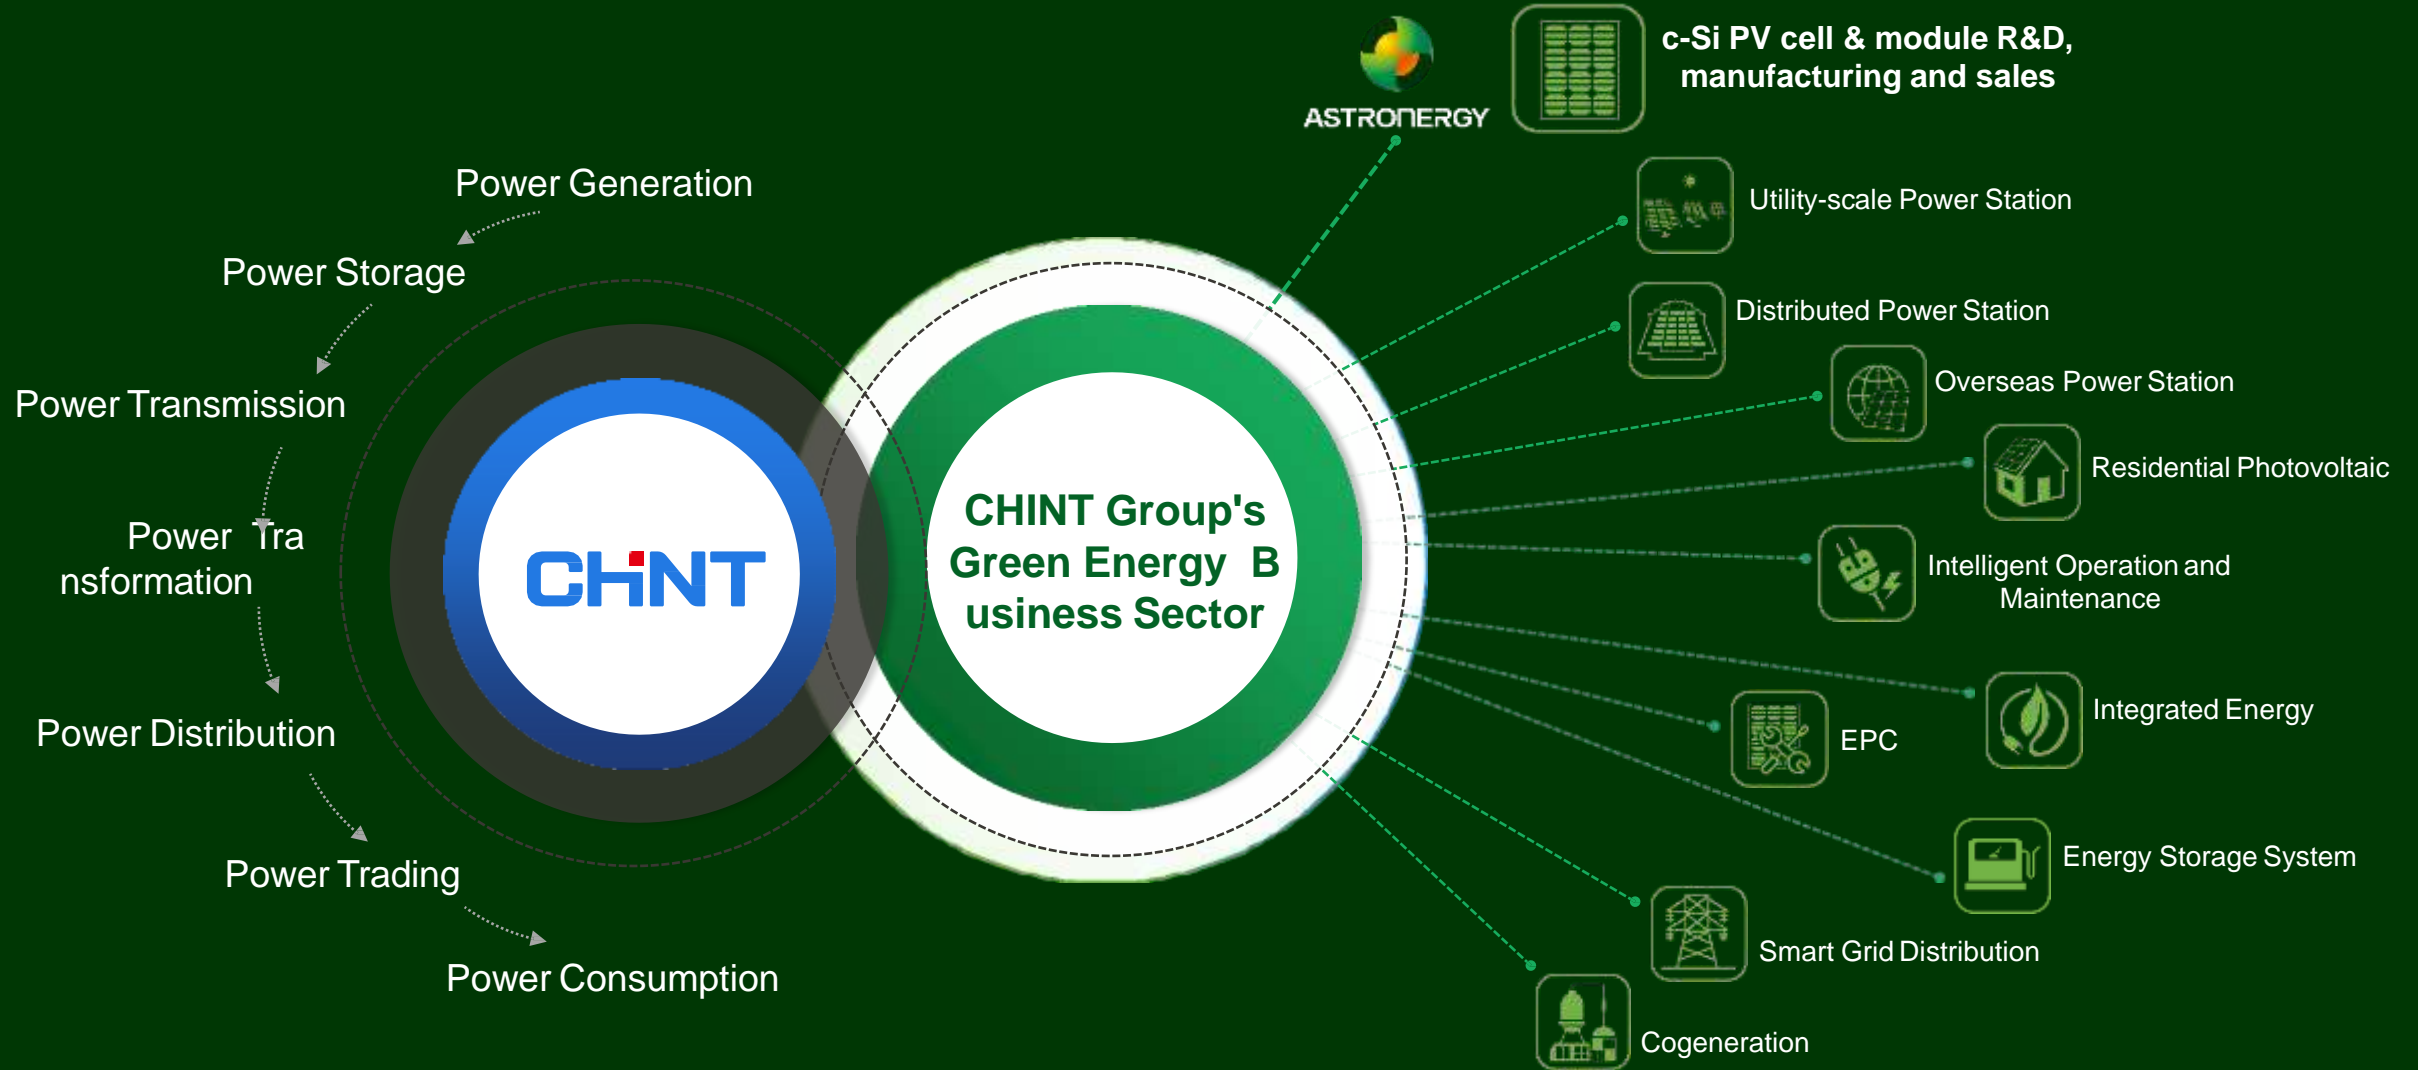 Power Generation
Power Storage
Power Transmission
Power Tra
nsformation
Power Distribution
Power Trading
Power Consumption
CHINT
CHINT Group's
Green Energy B
usiness Sector
ASTRONERGY
c-Si PV cell & module R&D,
manufacturing and sales
Utility-scale Power Station
Distributed Power Station
Overseas Power Station
Residential Photovoltaic
Intelligent Operation and
Maintenance
Integrated Energy
EPC
Energy Storage System
Smart Grid Distribution
Cogeneration